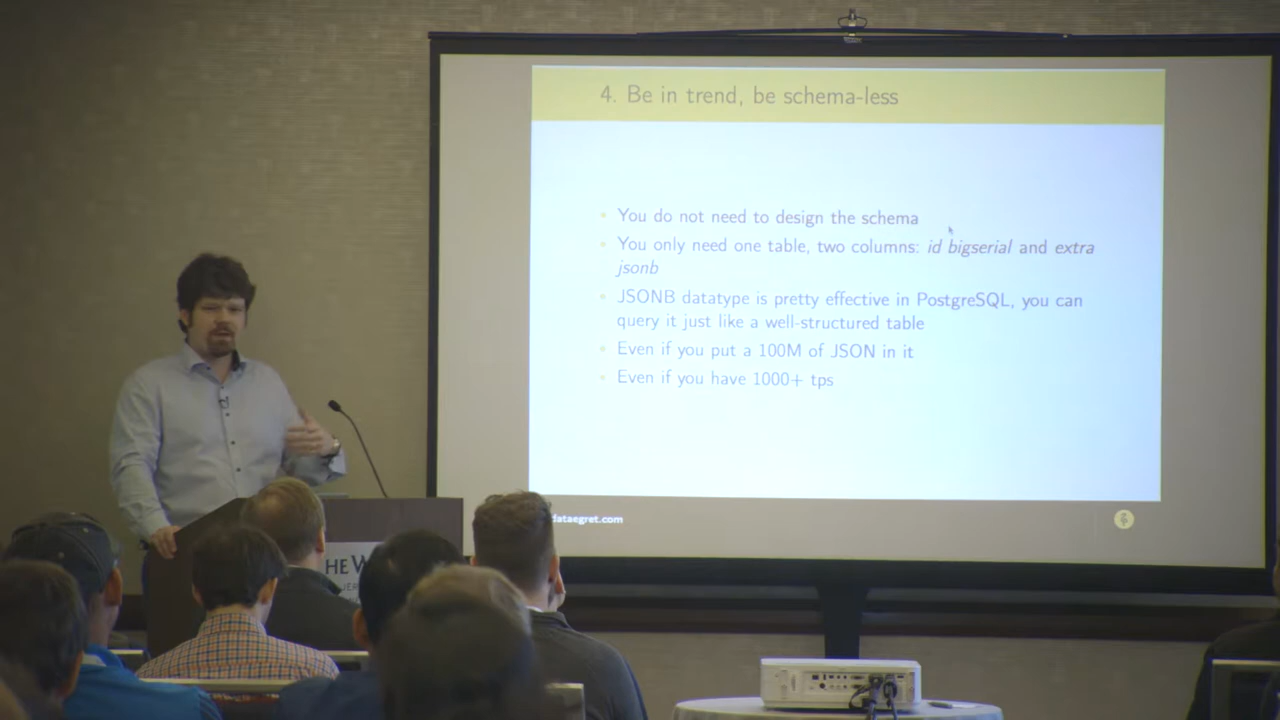 4. Be in trend, be schema-less
You do not need to design the schema
You only need one table, two columns: id bigserial and extra
jsonb
JSONB datatype is pretty effective in PostgreSQL, you can
query it just like a well-structured table
Even if you put a 100M of JSON in it
Even if you have 1000+ tps
dataegret.com
HE W